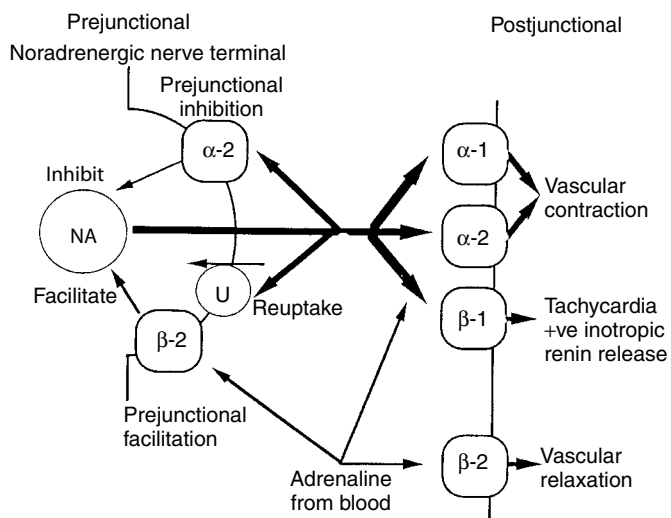 Prejunctional
Noradrenergic nerve terminal
Prejunctional
inhibition
α-2
Inhibit
NA
Facilitate
U
Reuptake
β-2
Prejunctional
facilitation
Adrenaline
from blood
Postjunctional
α-1
α-2
Vascular
contraction
β-1
Tachycardia
+ve inotropic
renin release
β-2
Vascular
relaxation